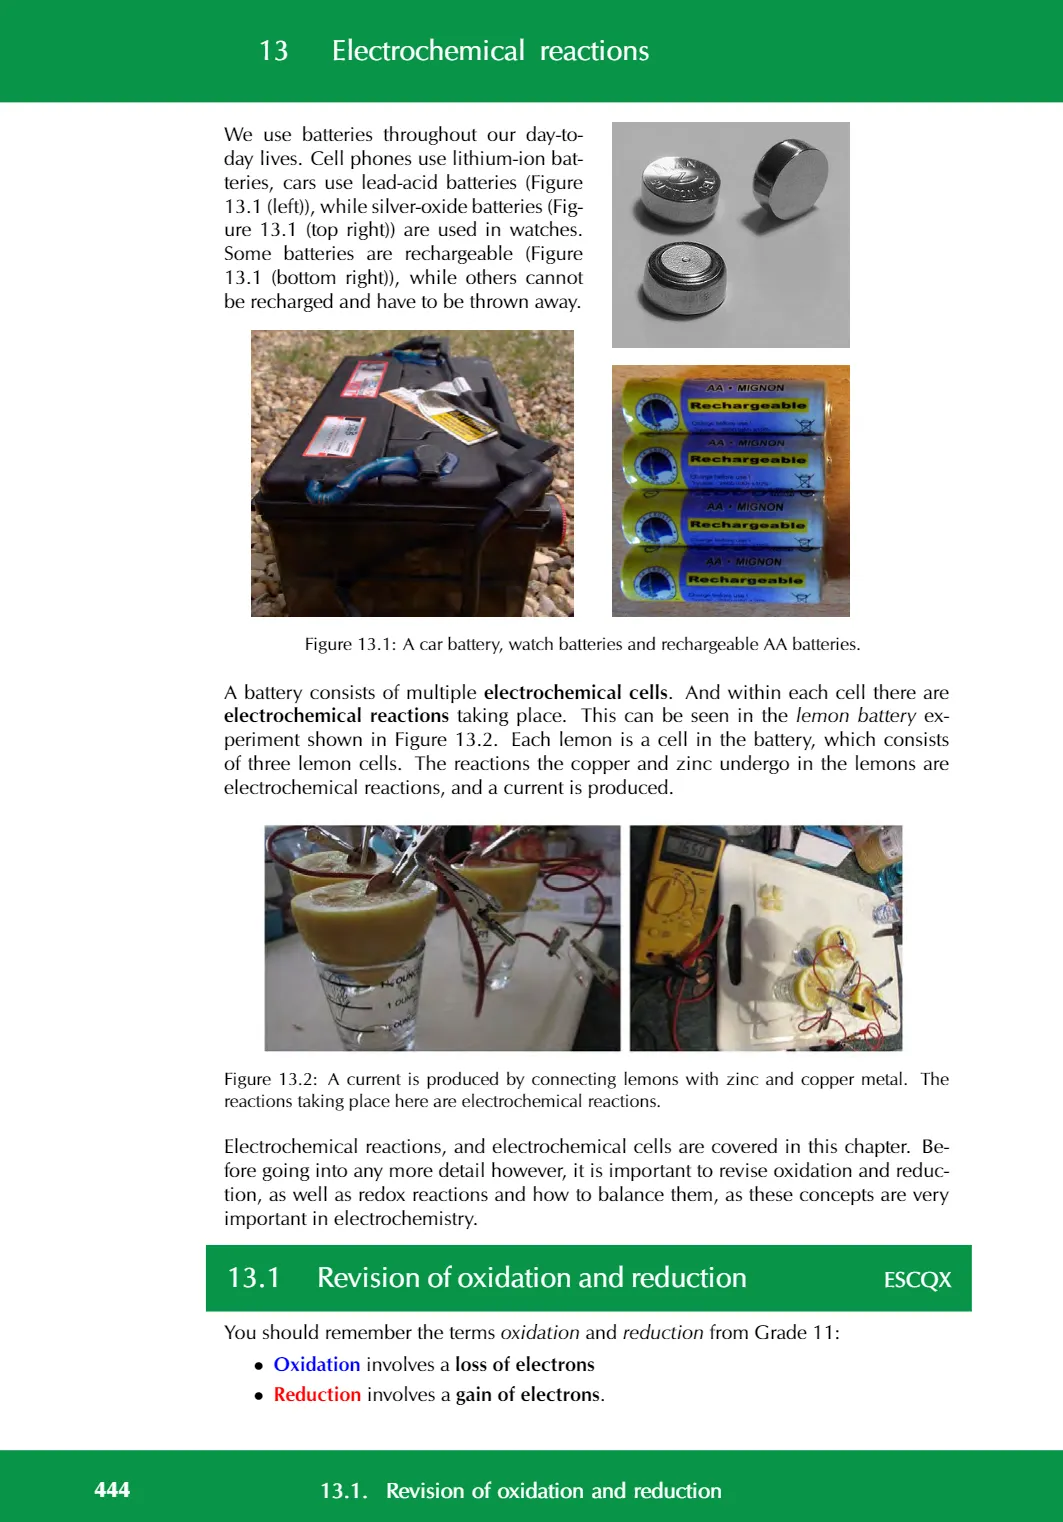 13 Electrochemical reactions
We use batteries throughout our day-to-
day lives. Cell phones use lithium-ion bat-
teries, cars use lead-acid batteries (Figure
13.1 (left)), while silver-oxide batteries (Fig-
ure 13.1 (top right)) are used in watches.
Some batteries are rechargeable (Figure
13.1 (bottom right)), while others cannot
be recharged and have to be thrown away.
AA • MIGNON
Rechargeable
AA • MIGNON
Rechargeable
AA • MIGNON
Rechargeable
AA • MIGNON
Rechargeable
Figure 13.1: A car battery, watch batteries and rechargeable AA batteries.
A battery consists of multiple electrochemical cells. And within each cell there are
electrochemical reactions taking place. This can be seen in the lemon battery ex-
periment shown in Figure 13.2. Each lemon is a cell in the battery, which consists
of three lemon cells. The reactions the copper and zinc undergo in the lemons are
electrochemical reactions, and a current is produced.
Figure 13.2: A current is produced by connecting lemons with zinc and copper metal. The
reactions taking place here are electrochemical reactions.
Electrochemical reactions, and electrochemical cells are covered in this chapter. Be-
fore going into any more detail however, it is important to revise oxidation and reduc-
tion, as well as redox reactions and how to balance them, as these concepts are very
important in electrochemistry.
13.1 Revision of oxidation and reduction ESCQX
You should remember the terms oxidation and reduction from Grade 11:
• Oxidation involves a loss of electrons
• Reduction involves a gain of electrons.
444 13.1. Revision of oxidation and reduction